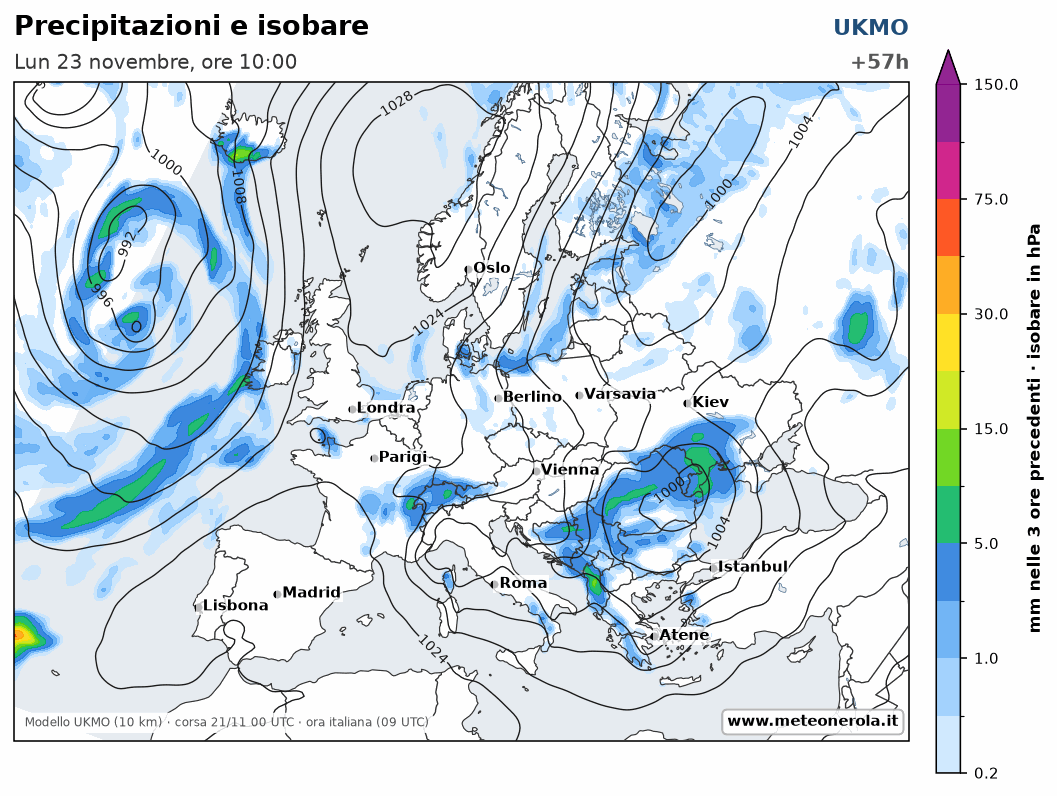 Precipitazioni e isobare
UKMO
Lun 23 novembre, ore 10:00
+57h
1028
1000
1004
1008
1000
992
996
Oslo
1024
Berlino
Varsavia
Kiev
Londra
Parigi
Vienna
1000
1004
Istanbul
Roma
Madrid
Lisbona
Atene
1024
Modello UKMO (10 km) · corsa 21/11 00 UTC · ora italiana (09 UTC)
www.meteonerola.it
150.0
75.0
30.0
15.0
5.0
1.0
0.2
mm nelle 3 ore precedenti · isobare in hPa